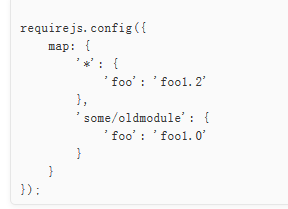 requirejs.config({
    map: {
        '*': {
            'foo': 'foo1.2'
        },
        'some/oldmodule': {
            'foo': 'foo1.0'
        }
    }
});